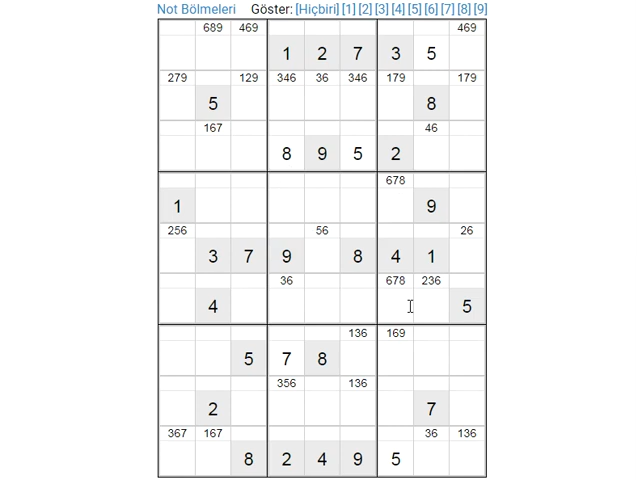 Not Bölmeleri Göster: [Hiçbiri] [1] [2] [3] [4] [5] [6] [7] [8] [9]
689 469 469
1 2 7 3 5
279 129 346 36 346 179 179
5 8
167 46
8 9 5 2
678
1 9
256 56 26
3 7 9 8 4 1
36 678 236
4 5
136 169
5 7 8
356 136
2 7
367 167 36 136
8 2 4 9 5